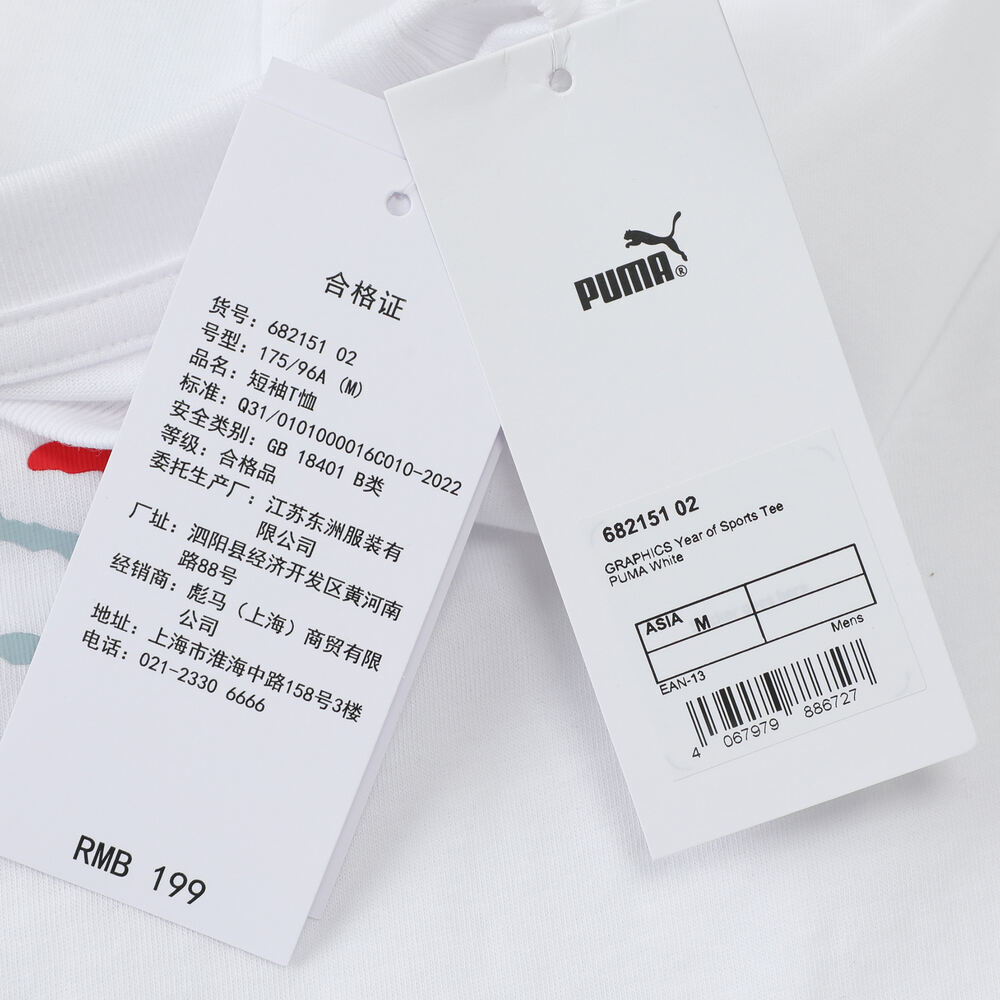 合格证
货号：682151 02
号型：175/96A (M)
品名：短袖T恤
标准：Q31/0101000016C010-2022
安全类别：GB 18401 B类
等级：合格品
委托生产厂：江苏东洲服装有
限公司
厂址：泗阳县经济开发区黄河南
路88号
经销商：彪马（上海）商贸有限
公司
地址：上海市淮海中路158号3楼
电话：021-2330 6666
RMB 199
PUMA®
682151 02
GRAPHICS Year of Sports Tee
PUMA White
ASIA M
Mens
EAN-13
4 067979 886727